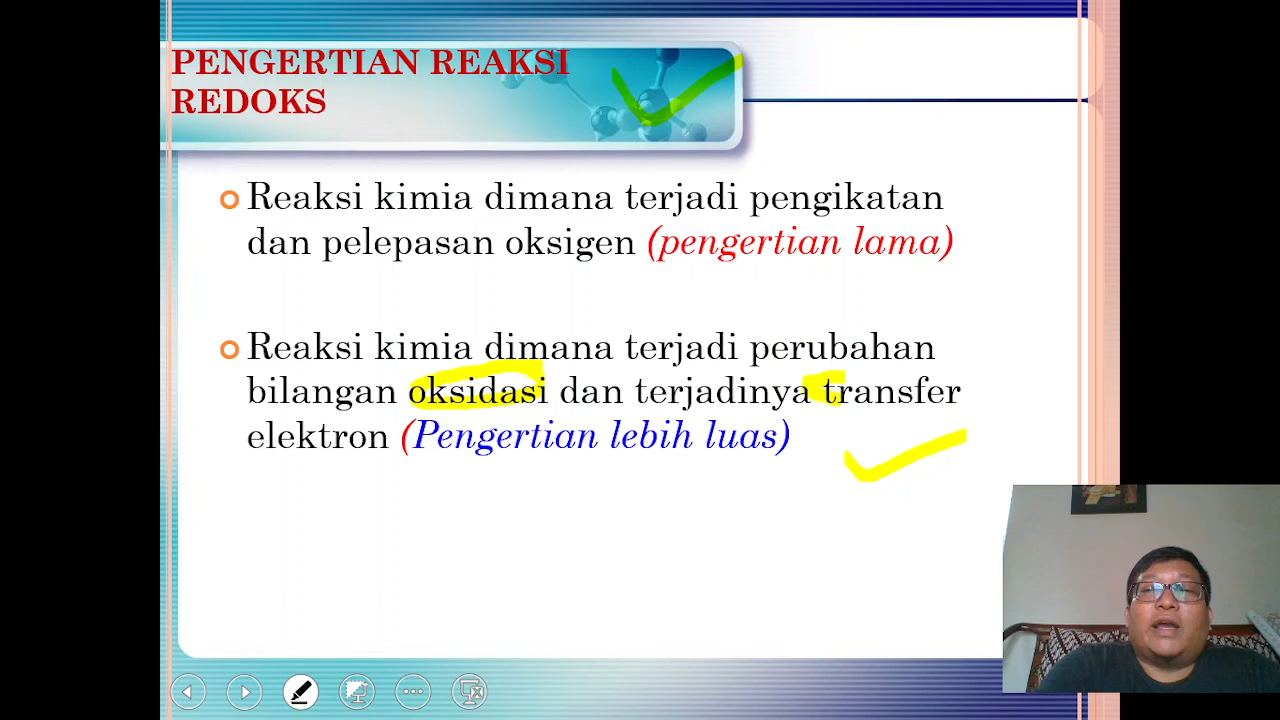 PENGERTIAN REAKSI
REDOKS
Reaksi kimia dimana terjadi pengikatan
dan pelepasan oksigen (pengertian lama)
Reaksi kimia dimana terjadi perubahan
bilangan oksidasi dan terjadinya transfer
elektron (Pengertian lebih luas)